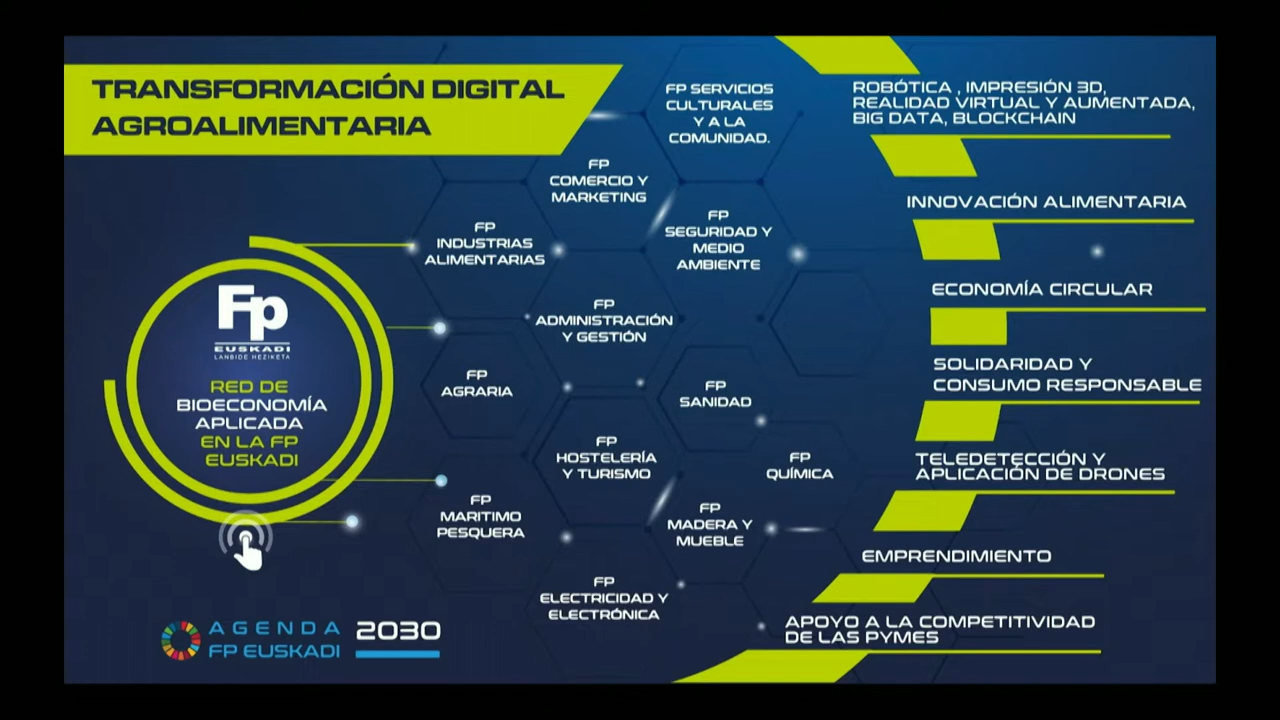 TRANSFORMACIÓN DIGITAL
AGROALIMENTARIA
Fp
EUSKADI
LANBIDE HEZIKETA
RED DE
BIOECONOMÍA
APLICADA
EN LA FP
EUSKADI
AGENDA
FP EUSKADI
2030
FP SERVICIOS
CULTURALES
Y A LA
COMUNIDAD.
FP
COMERCIO Y
MARKETING
FP
INDUSTRIAS
ALIMENTARIAS
FP
SEGURIDAD Y
MEDIO
AMBIENTE
FP
ADMINISTRACIÓN
Y GESTIÓN
FP
AGRARIA
FP
SANIDAD
FP
HOSTELERÍA
Y TURISMO
FP
QUÍMICA
FP
MARITIMO
PESQUERA
FP
MADERA Y
MUEBLE
FP
ELECTRICIDAD Y
ELECTRÓNICA
ROBÓTICA , IMPRESIÓN 3D,
REALIDAD VIRTUAL Y AUMENTADA,
BIG DATA, BLOCKCHAIN
INNOVACIÓN ALIMENTARIA
ECONOMÍA CIRCULAR
SOLIDARIDAD Y
CONSUMO RESPONSABLE
TELEDETECCIÓN Y
APLICACIÓN DE DRONES
EMPRENDIMIENTO
APOYO A LA COMPETITIVIDAD
DE LAS PYMES